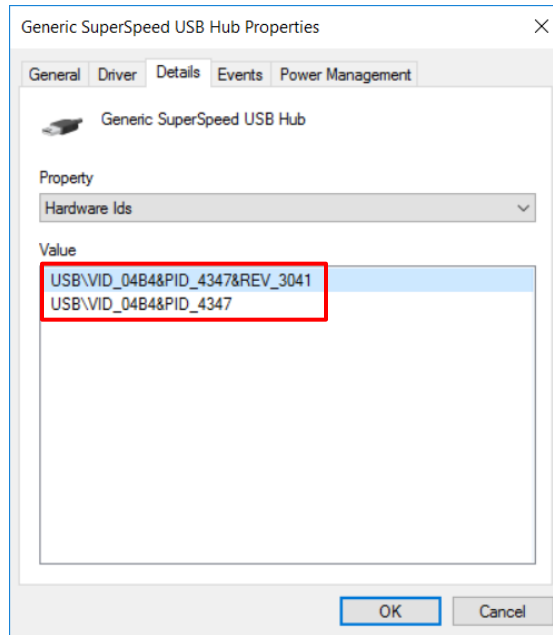 Generic SuperSpeed USB Hub Properties
General Driver Details Events Power Management
Generic SuperSpeed USB Hub
Property
Hardware Ids
Value
USB\VID_04B4&PID_4347&REV_3041
USB\VID_04B4&PID_4347
OK Cancel